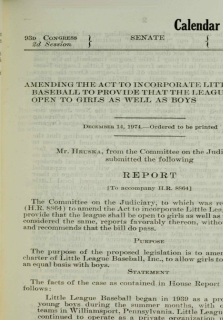 Calendar
93D CONGRESS
2d Session
SENATE
AMENDING THE ACT TO INCORPORATE LITT
BASEBALL TO PROVIDE THAT THE LEAGU
OPEN TO GIRLS AS WELL AS BOYS
DECEMBER 14, 1974.—Ordered to be printed
Mr. HRUSKA, from the Committee on the Judi
submitted the following
REPORT
[To accompany H.R. 8864]
The Committee on the Judiciary, to which was re
(H.R. 8864) to amend the Act to incorporate Little Leag
provide that the league shall be open to girls as well as
considered the same, reports favorably thereon, withou
and recommends that the bill do pass.
PURPOSE
The purpose of the proposed legislation is to amen
charter of Little League Baseball, Inc., to allow girls to
an equal basis with boys.
STATEMENT
The facts of the case as contained in House Report
follows:
Little League Baseball began in 1939 as a pro
young boys during the summer months, with
teams in Williamsport, Pennsylvania. Little Leag
continued to operate as a private organization